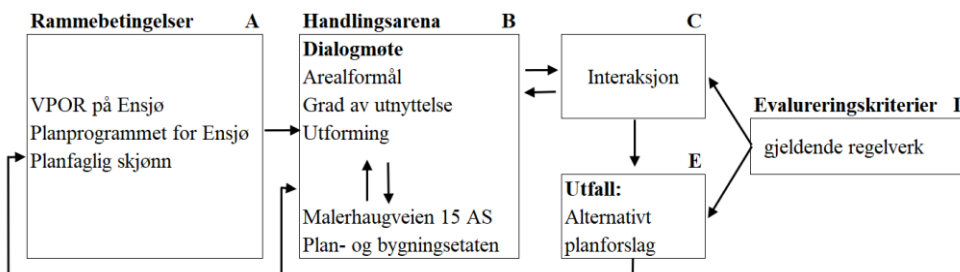 Rammebetingelser A
VPOR på Ensjø
Planprogrammet for Ensjø
Planfaglig skjønn
Handlingsarena B
Dialogmøte
Arealformål
Grad av utnyttelse
Utforming
Malerhaugveien 15 AS
Plan- og bygningsetaten
C
Interaksjon
E
Utfall:
Alternativt
planforslag
Evalureringskriterier
gjeldende regelverk